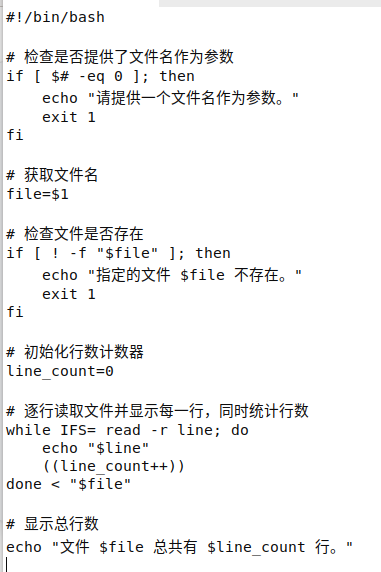 #!/bin/bash
# 检查是否提供了文件名作为参数
if [ $# -eq 0 ]; then
    echo "请提供一个文件名作为参数。"
    exit 1
fi
# 获取文件名
file=$1
# 检查文件是否存在
if [ ! -f "$file" ]; then
    echo "指定的文件 $file 不存在。"
    exit 1
fi
# 初始化行数计数器
line_count=0
# 逐行读取文件并显示每一行，同时统计行数
while IFS= read -r line; do
    echo "$line"
    ((line_count++))
done < "$file"
# 显示总行数
echo "文件 $file 总共有 $line_count 行。"